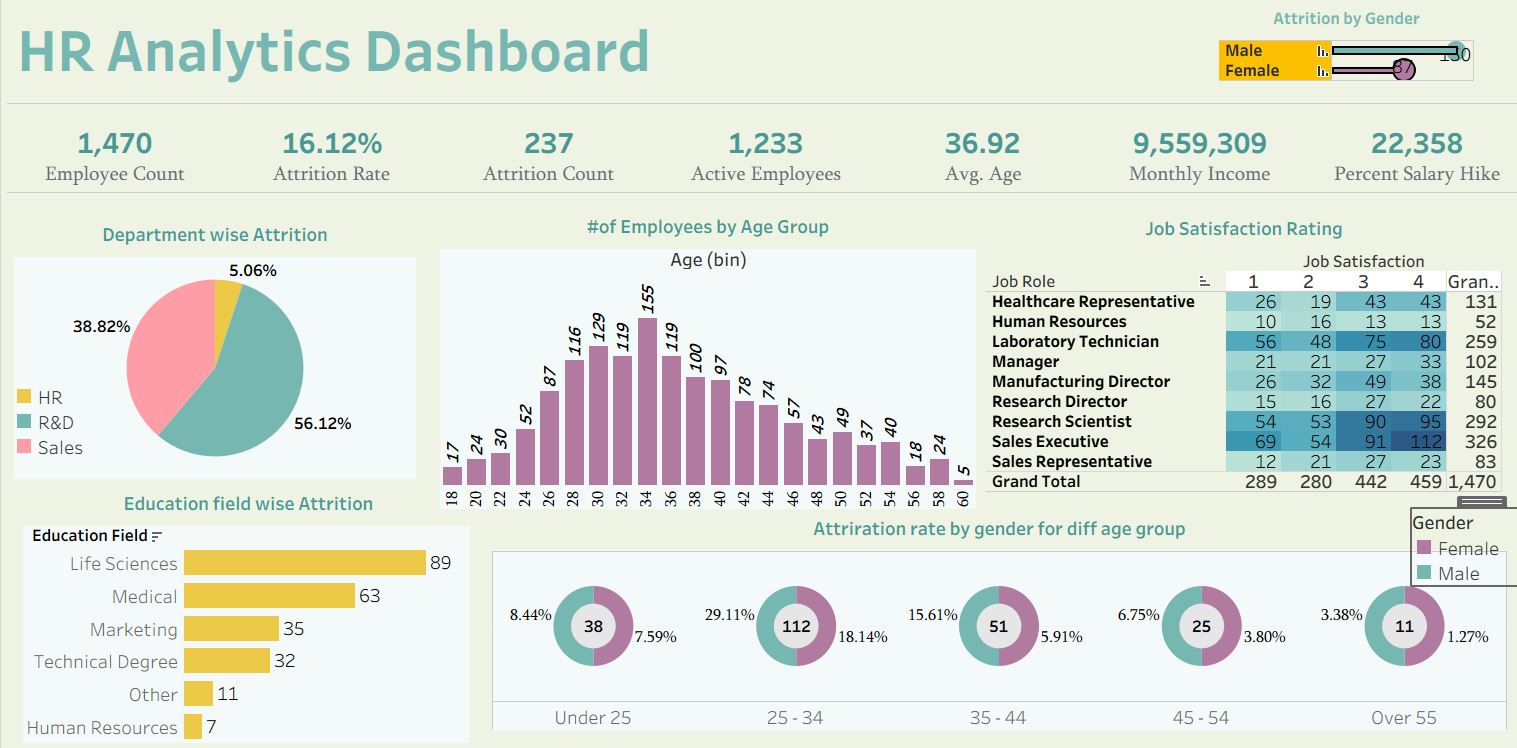 HR Analytics Dashboard
Attrition by Gender
Male
Female 87
1,470 16.12% 237 1,233 36.92 9,559,309 22,358
Employee Count Attrition Rate Attrition Count Active Employees Avg. Age Monthly Income Percent Salary Hike
Department wise Attrition
5.06%
38.82%
56.12%
HR
R&D
Sales
#of Employees by Age Group
Age (bin)
17 24 30 52 87 116 129 119 155 119 100 97 78 74 57 43 49 37 40 18 24 5
18 20 22 24 26 28 30 32 34 36 38 40 42 44 46 48 50 52 54 56 58 60
Job Satisfaction Rating
Job Satisfaction
Job Role 1 2 3 4 Gran..
Healthcare Representative 26 19 43 43 131
Human Resources 10 16 13 13 52
Laboratory Technician 56 48 75 80 259
Manager 21 21 27 33 102
Manufacturing Director 26 32 49 38 145
Research Director 15 16 27 22 80
Research Scientist 54 53 90 95 292
Sales Executive 69 54 91 112 326
Sales Representative 12 21 27 23 83
Grand Total 289 280 442 459 1,470
Education field wise Attrition
Education Field
Life Sciences 89
Medical 63
Marketing 35
Technical Degree 32
Other 11
Human Resources 7
Attriration rate by gender for diff age group
Gender
Female
Male
8.44% 38 7.59% 29.11% 112 18.14% 15.61% 51 5.91% 6.75% 25 3.80% 3.38% 11 1.27%
Under 25 25 - 34 35 - 44 45 - 54 Over 55